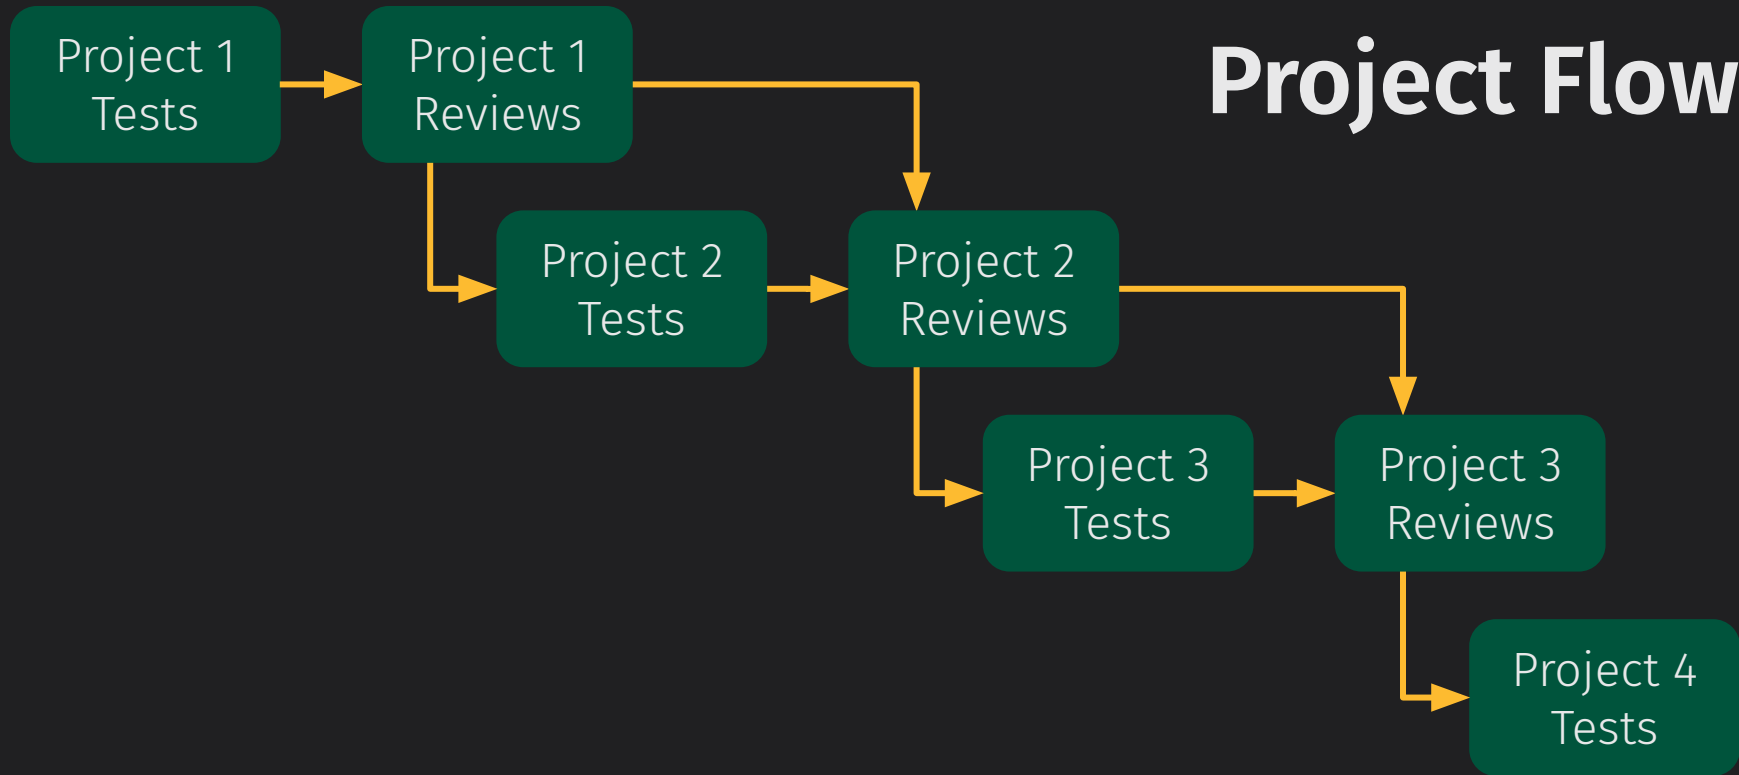 Project Flow
Project 1
Tests
Project 1
Reviews
Project 2
Tests
Project 2
Reviews
Project 3
Tests
Project 3
Reviews
Project 4
Tests